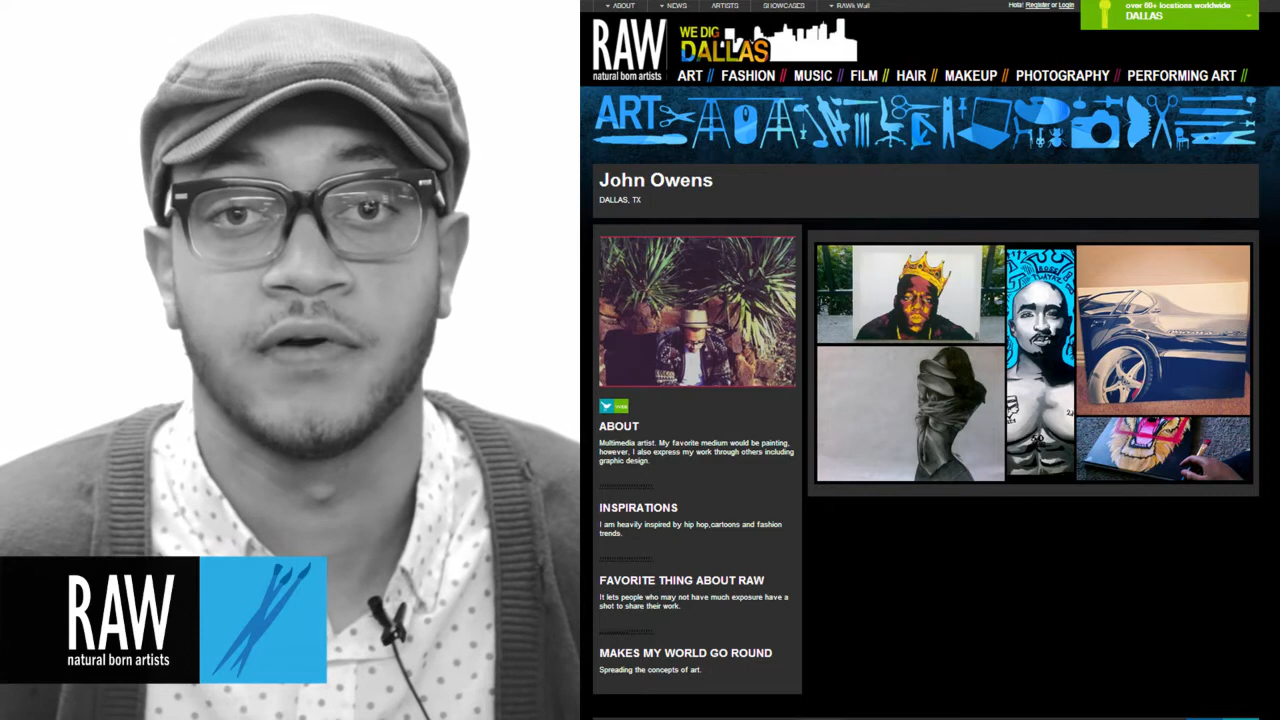 ABOUT
NEWS
ARTISTS
SHOWCASES
RAWk Wall
Hola! Register or Login
over 60+ locations worldwide
DALLAS
RAW
natural born artists
WE DIG
DALLAS
ART // FASHION // MUSIC // FILM // HAIR // MAKEUP // PHOTOGRAPHY // PERFORMING ART //
ART
John Owens
DALLAS, TX
WEB
ABOUT
Multimedia artist. My favorite medium would be painting,
however, I also express my work through others including
graphic design.
INSPIRATIONS
I am heavily inspired by hip hop,cartoons and fashion
trends.
FAVORITE THING ABOUT RAW
It lets people who may not have much exposure have a
shot to share their work.
MAKES MY WORLD GO ROUND
Spreading the concepts of art.
RAW
natural born artists